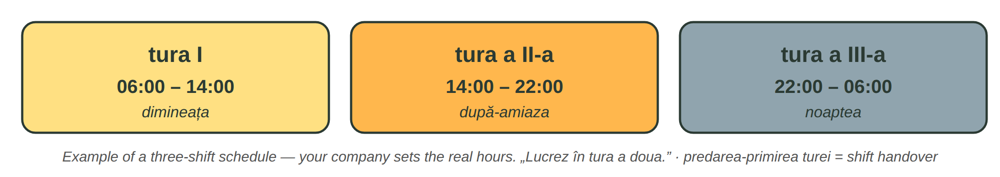 tura I
06:00 – 14:00
dimineața
tura a II-a
14:00 – 22:00
după-amiaza
tura a III-a
22:00 – 06:00
noaptea
Example of a three-shift schedule — your company sets the real hours. „Lucrez în tura a doua.” · predarea-primirea turei = shift handover